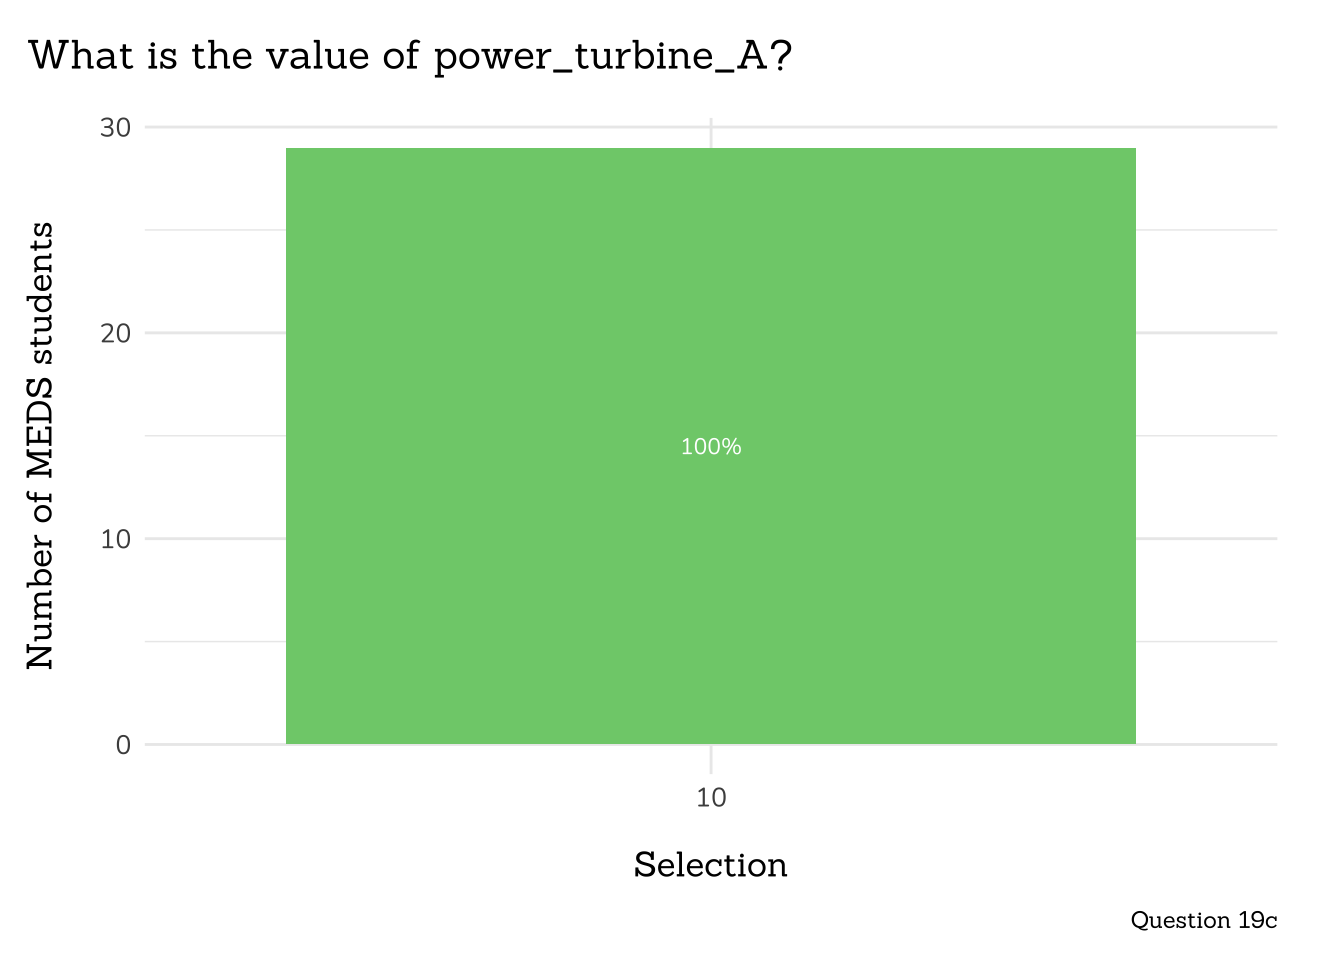 What is the value of power_turbine_A?
30
20
10
0
Number of MEDS students
100%
10
Selection
Question 19c